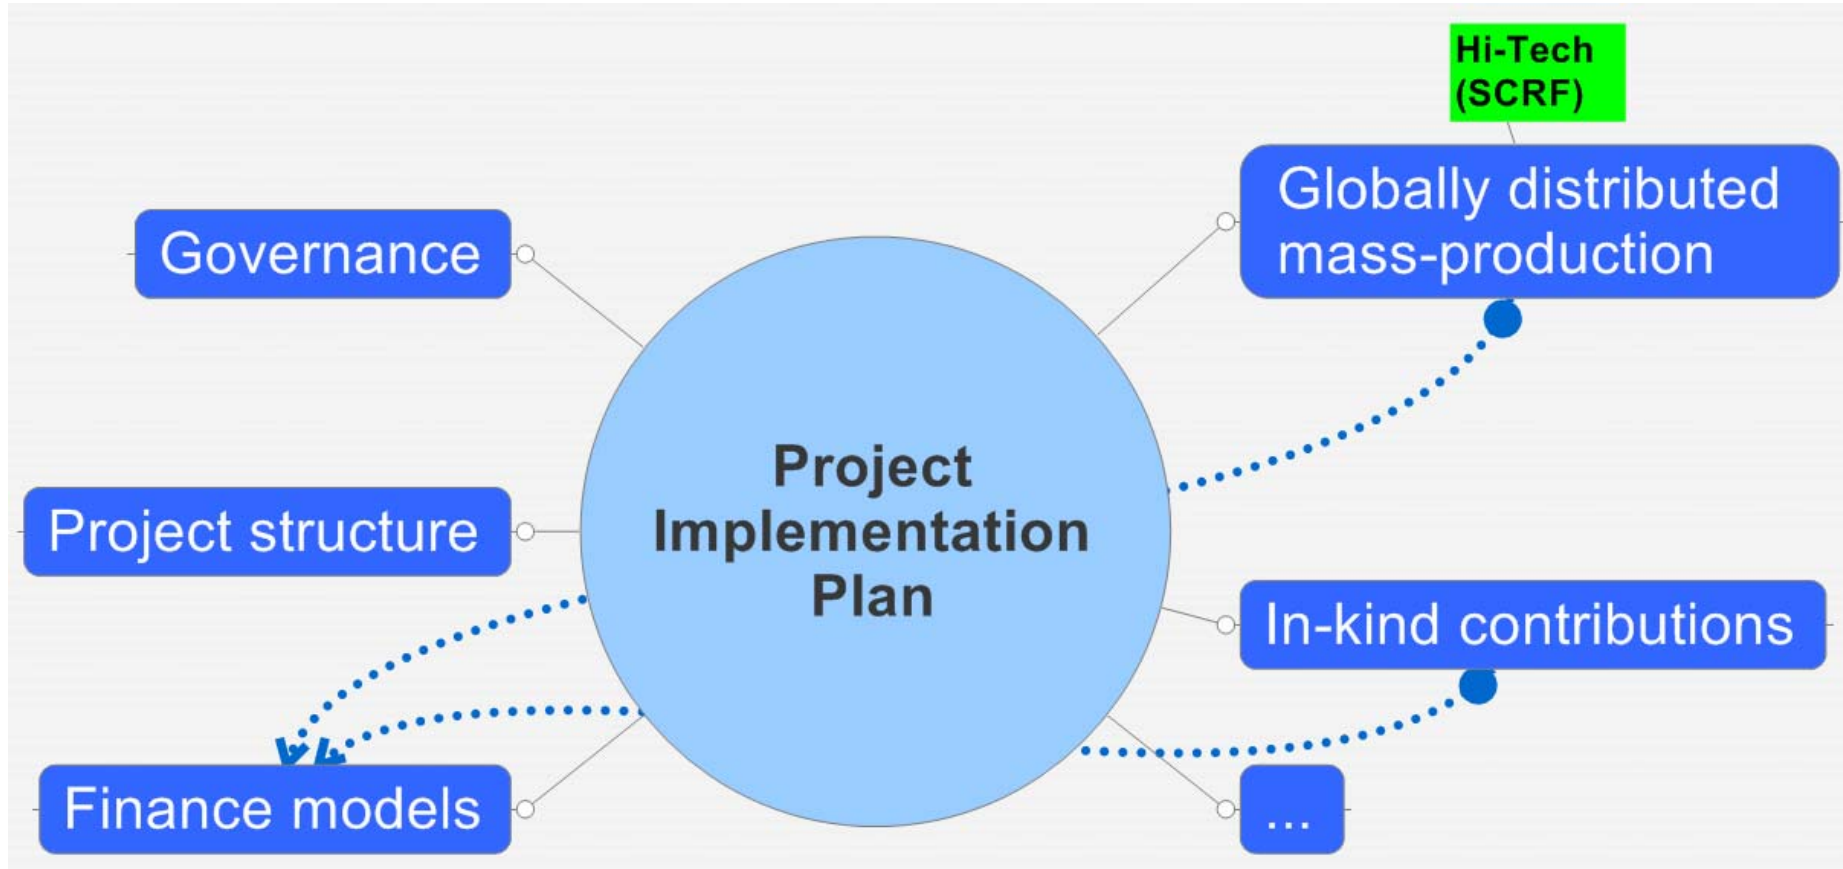 Hi-Tech
(SCRF)
Globally distributed
mass-production
Governance
Project
Implementation
Plan
Project structure
In-kind contributions
Finance models
...